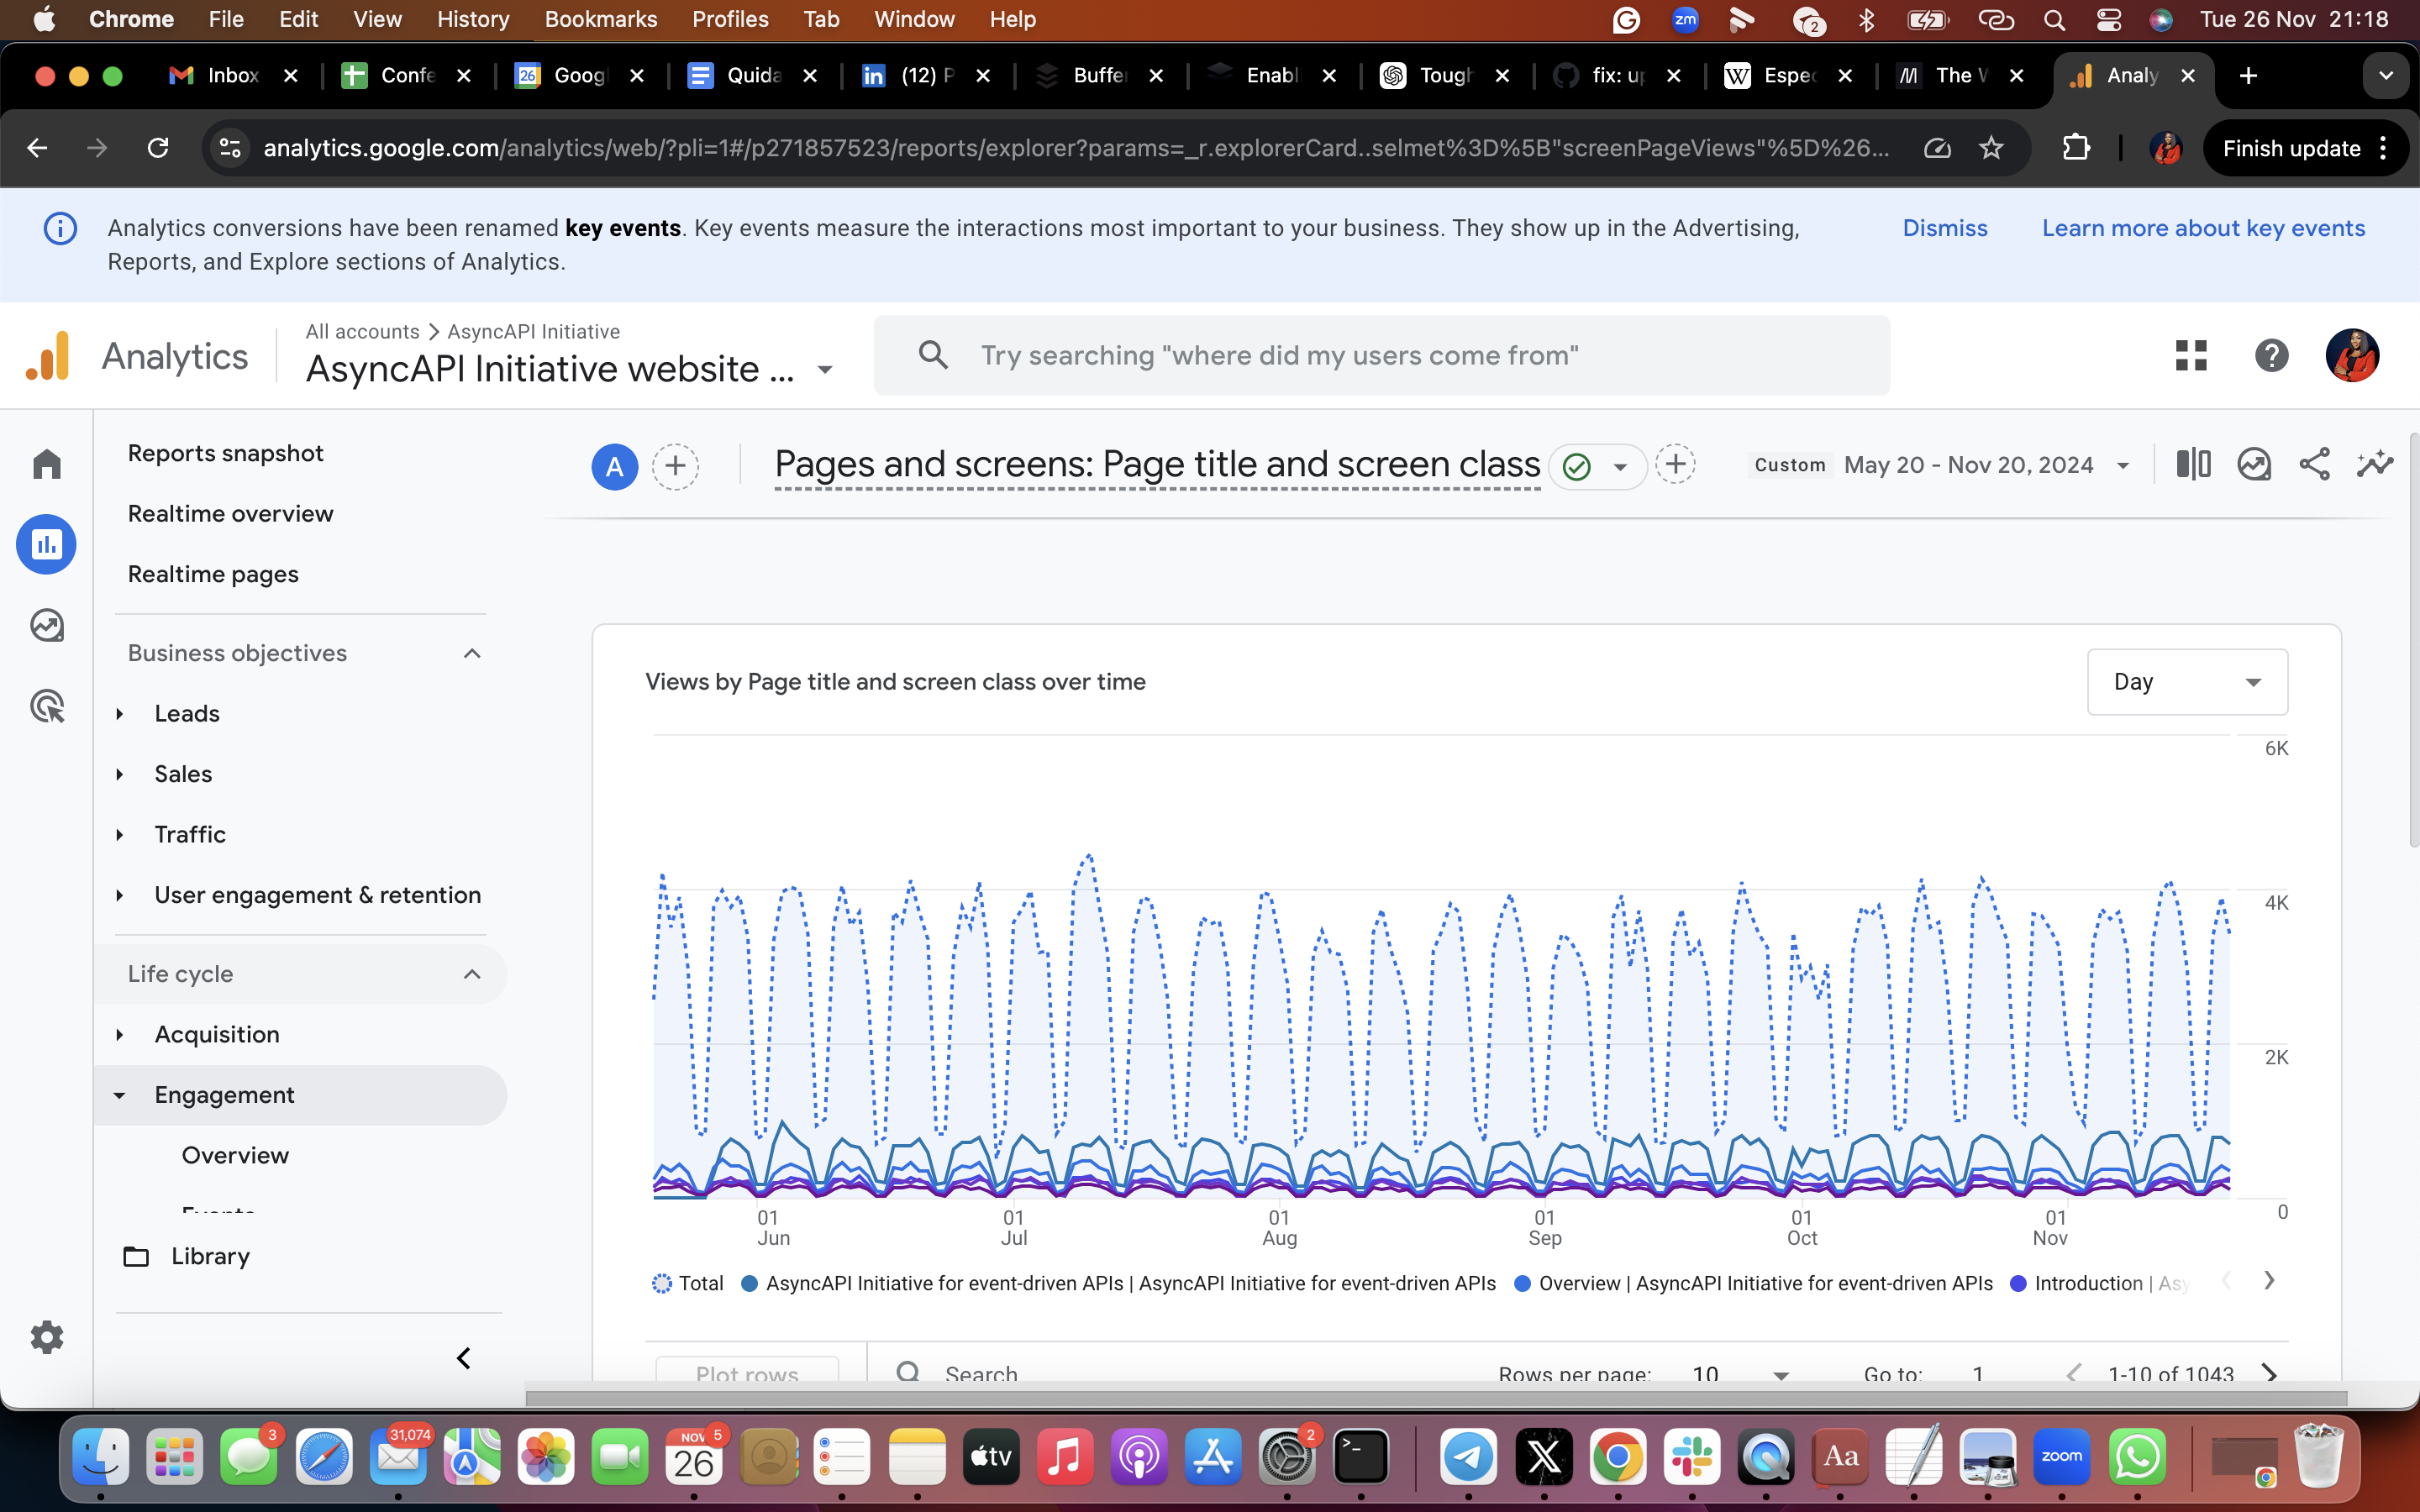 Chrome File Edit View History Bookmarks Profiles Tab Window Help
zm 2 Tue 26 Nov 21:18
Inbox Confe 26 Goog Quida in (12) P Buffer Enabl Tough fix: up W Espec The W Analy
analytics.google.com/analytics/web/?pli=1#/p271857523/reports/explorer?params=_r.explorerCard..selmet%3D%5B"screenPageViews"%5D%26...
Finish update
Analytics conversions have been renamed key events. Key events measure the interactions most important to your business. They show up in the Advertising,
Reports, and Explore sections of Analytics.
Dismiss
Learn more about key events
Analytics
All accounts > AsyncAPI Initiative
AsyncAPI Initiative website ...
Try searching "where did my users come from"
Reports snapshot
Realtime overview
Realtime pages
Business objectives
Leads
Sales
Traffic
User engagement & retention
Life cycle
Acquisition
Engagement
Overview
Events
Library
A
Pages and screens: Page title and screen class
Custom May 20 - Nov 20, 2024
Views by Page title and screen class over time
Day
6K
4K
2K
0
01 Jun
01 Jul
01 Aug
01 Sep
01 Oct
01 Nov
Total
AsyncAPI Initiative for event-driven APIs | AsyncAPI Initiative for event-driven APIs
Overview | AsyncAPI Initiative for event-driven APIs
Introduction | Asy
Plot rows
Search
Rows per page: 10
Go to: 1
1-10 of 1043
3
31,074
NOV 5
26
tv
2
>_
X
Aa
zoom